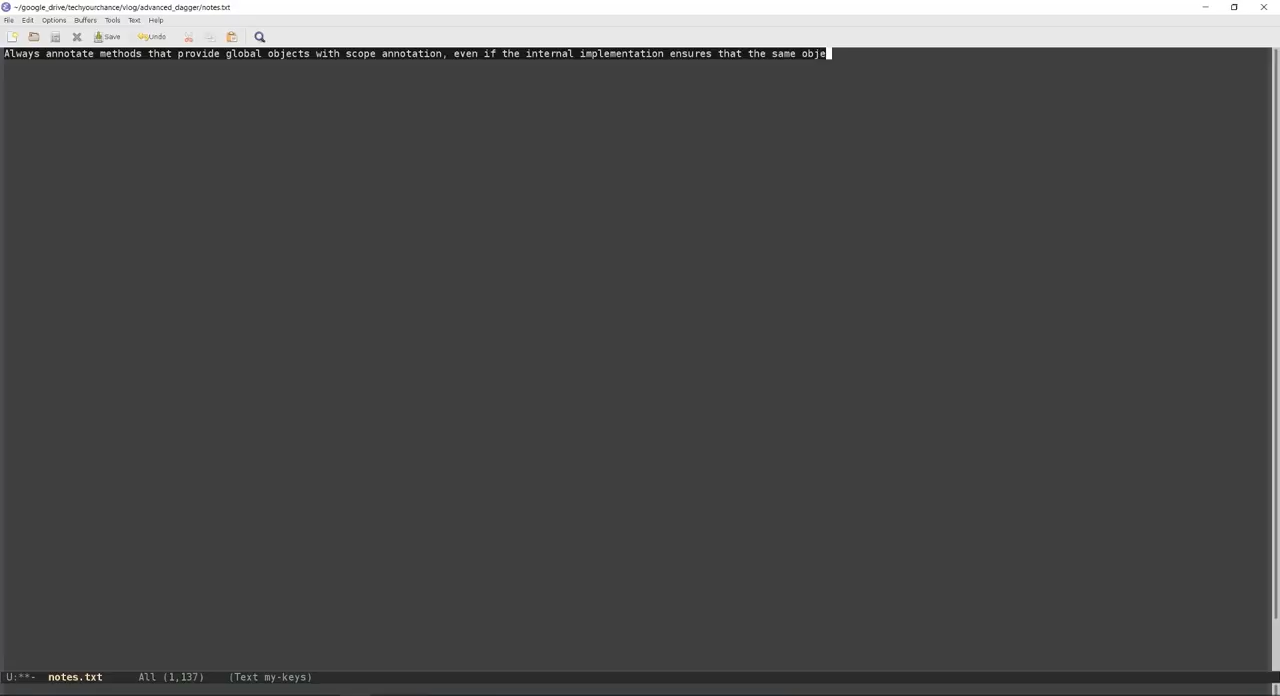 ~/google_drive/techyourchance/vlog/advanced_dagger/notes.txt
File Edit Options Buffers Tools Text Help
Save Undo
Always annotate methods that provide global objects with scope annotation, even if the internal implementation ensures that the same obje
U:**- notes.txt All (1,137) (Text my-keys)